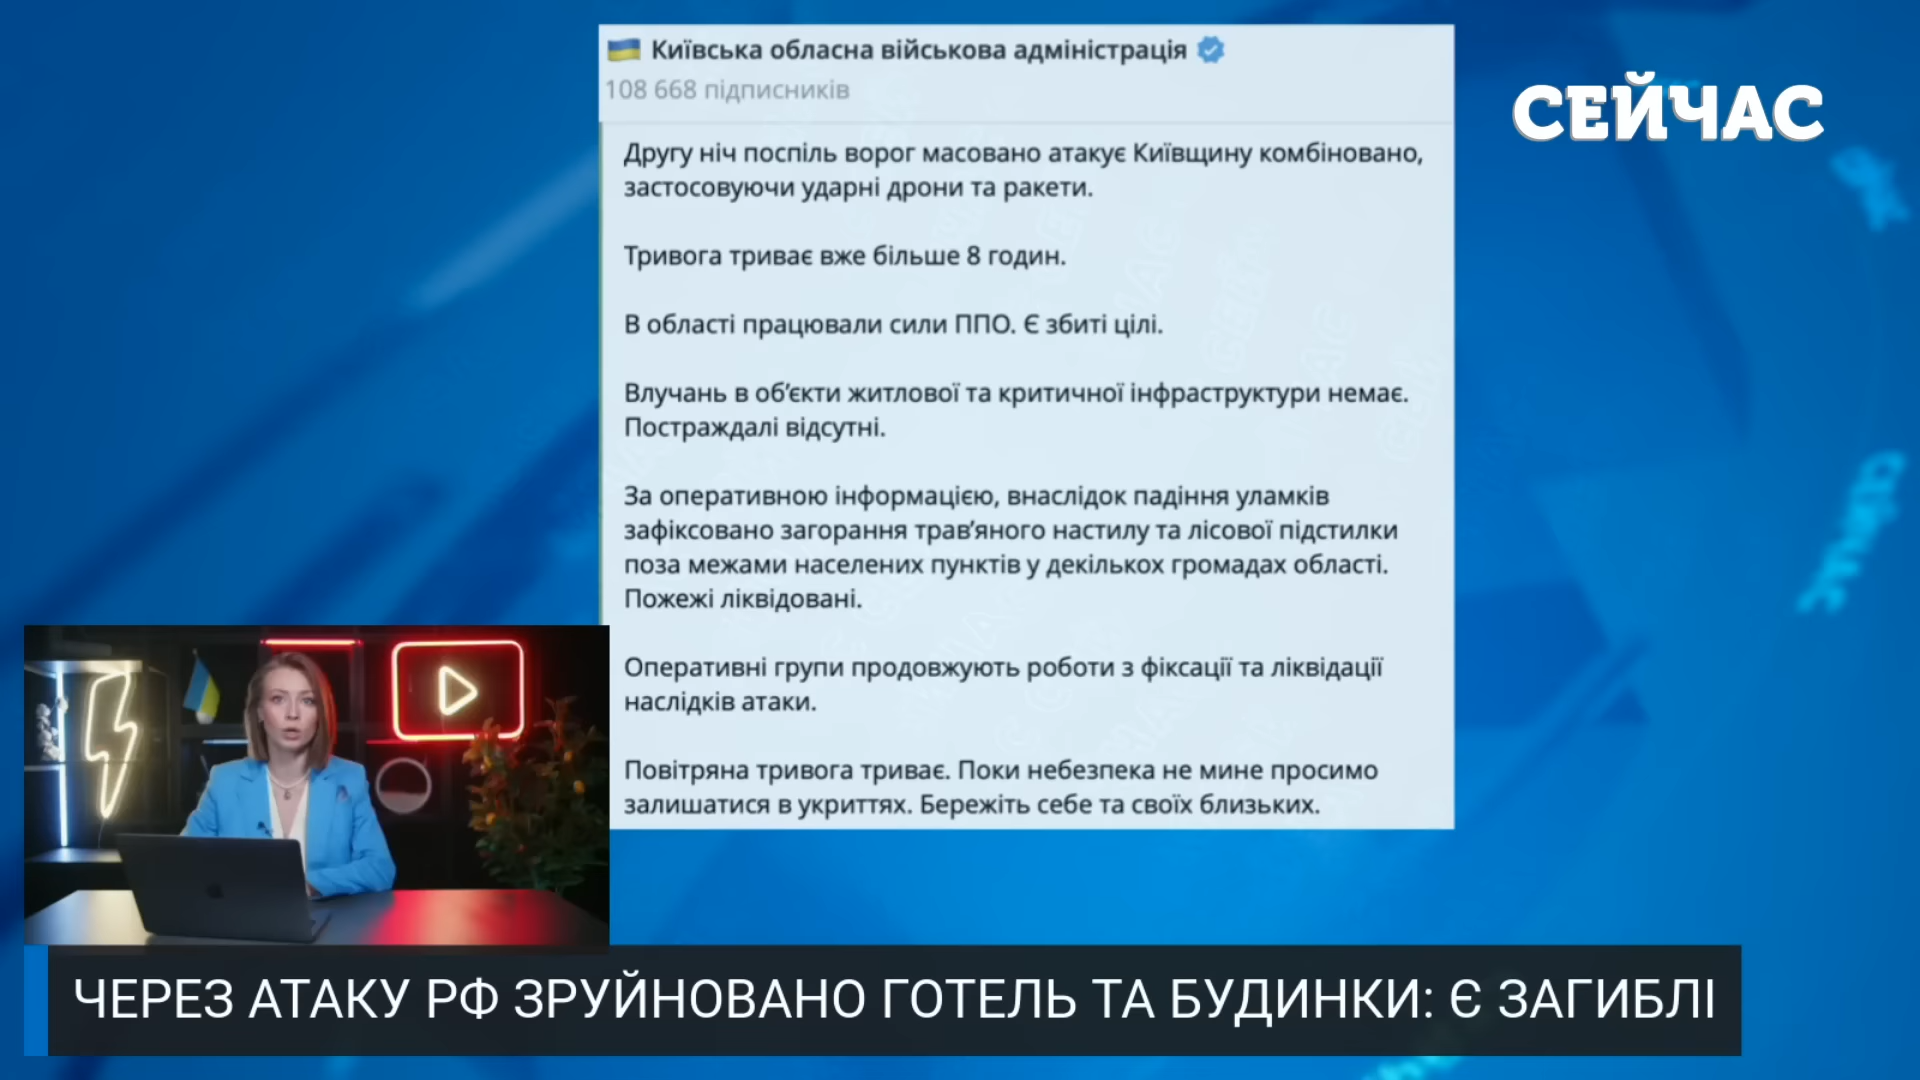 Київська обласна військова адміністрація
108 668 підписників
СЕЙЧАС
Другу ніч поспіль ворог масовано атакує Київщину комбіновано,
застосовуючи ударні дрони та ракети.
Тривога триває вже більше 8 годин.
В області працювали сили ППО. Є збиті цілі.
Влучань в об’єкти житлової та критичної інфраструктури немає.
Постраждалі відсутні.
За оперативною інформацією, внаслідок падіння уламків
зафіксовано загорання трав’яного настилу та лісової підстилки
поза межами населених пунктів у декількох громадах області.
Пожежі ліквідовані.
Оперативні групи продовжують роботи з фіксації та ліквідації
наслідків атаки.
Повітряна тривога триває. Поки небезпека не мине просимо
залишатися в укриттях. Бережіть себе та своїх близьких.
ЧЕРЕЗ АТАКУ РФ ЗРУЙНОВАНО ГОТЕЛЬ ТА БУДИНКИ: Є ЗАГИБЛІ